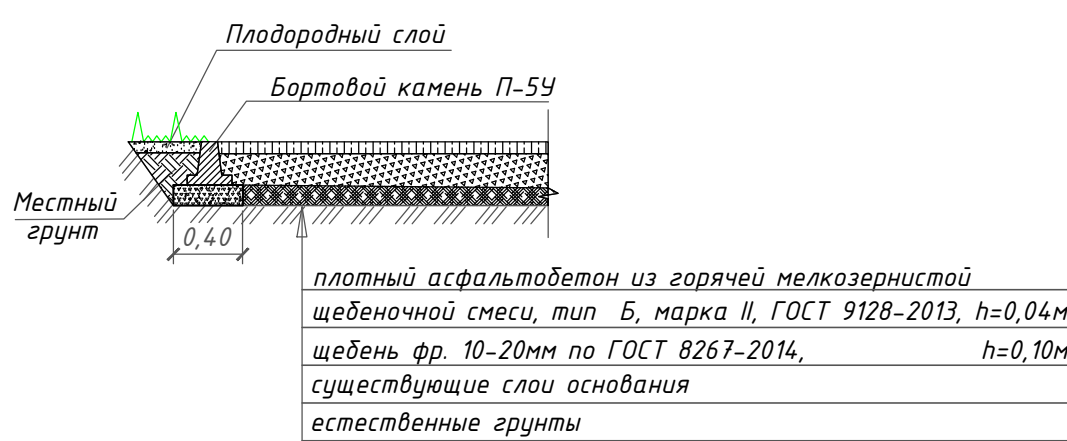 Плодородный слой
Бортовой камень П-5У
Местный
грунт
0,40
плотный асфальтобетон из горячей мелкозернистой
щебеночной смеси, тип Б, марка II, ГОСТ 9128-2013, h=0,04м
щебень фр. 10-20мм по ГОСТ 8267-2014, h=0,10м
существующие слои основания
естественные грунты